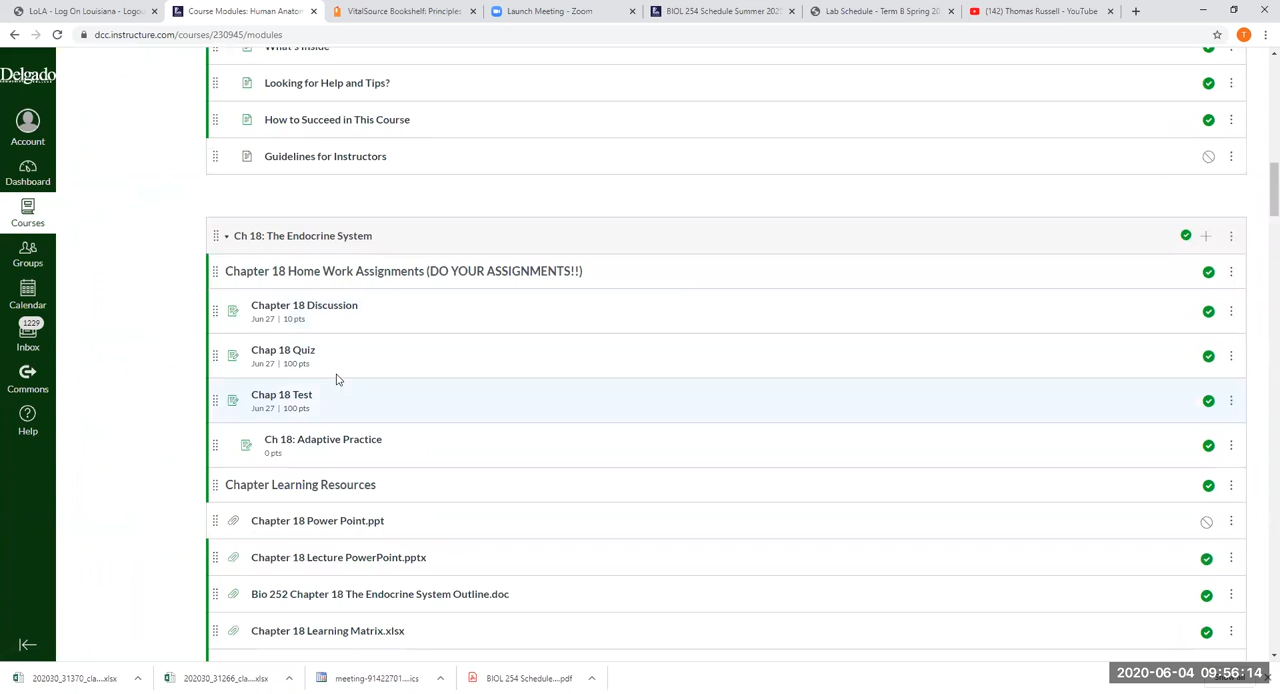 LoLA - Log On Louisiana - Logou
Course Modules: Human Anatom
VitalSource Bookshelf: Principles
Launch Meeting - Zoom
BIOL 254 Schedule Summer 202
Lab Schedule - Term B Spring 20
(142) Thomas Russell - YouTube
dcc.instructure.com/courses/230945/modules
T
Delgado
Account
Dashboard
Courses
Groups
Calendar
1229
Inbox
Commons
Help
What's Inside
Looking for Help and Tips?
How to Succeed in This Course
Guidelines for Instructors
Ch 18: The Endocrine System
Chapter 18 Home Work Assignments (DO YOUR ASSIGNMENTS!!)
Chapter 18 Discussion
Jun 27 | 10 pts
Chap 18 Quiz
Jun 27 | 100 pts
Chap 18 Test
Jun 27 | 100 pts
Ch 18: Adaptive Practice
0 pts
Chapter Learning Resources
Chapter 18 Power Point.ppt
Chapter 18 Lecture PowerPoint.pptx
Bio 252 Chapter 18 The Endocrine System Outline.doc
Chapter 18 Learning Matrix.xlsx
202030_31370_cla....xlsx
202030_31266_cla....xlsx
meeting-91422701....ics
BIOL 254 Schedule....pdf
2020-06-04 09:56:14